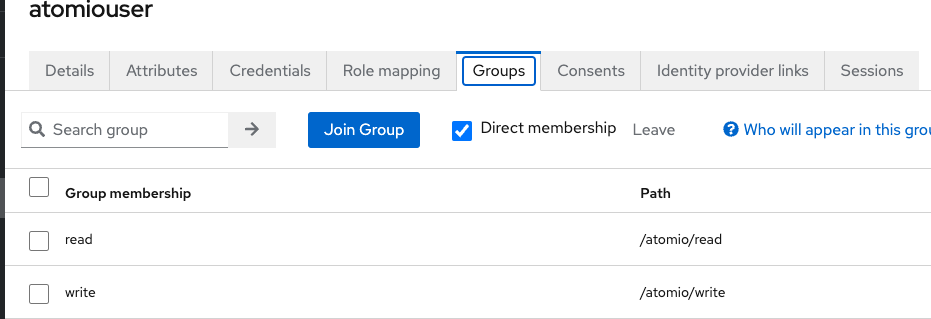 atomiouser
Details Attributes Credentials Role mapping Groups Consents Identity provider links Sessions
Search group Join Group Direct membership Leave Who will appear in this grou
Group membership Path
read /atomio/read
write /atomio/write